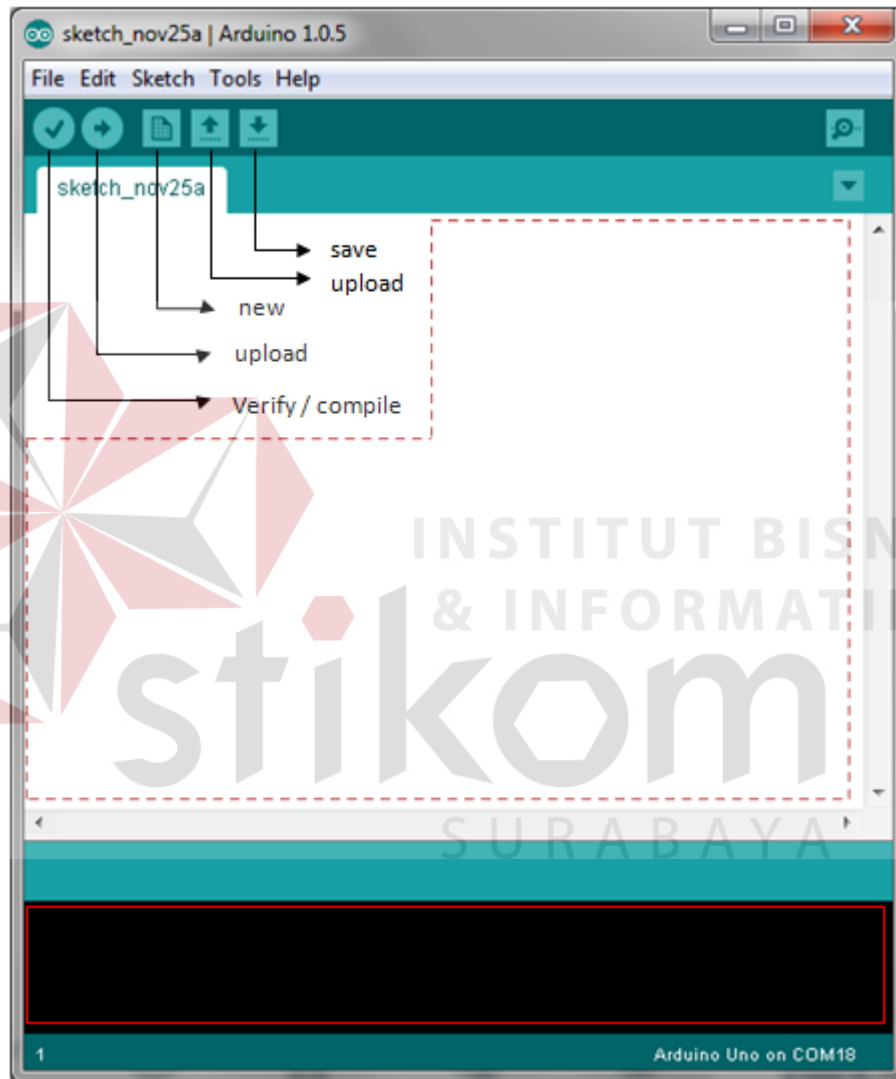 sketch_nov25a | Arduino 1.0.5
File Edit Sketch Tools Help
sketch_nov25a
save
upload
new
upload
Verify / compile
INSTITUT BISN
& INFORMATI
stikom
SURABAYA
1
Arduino Uno on COM18